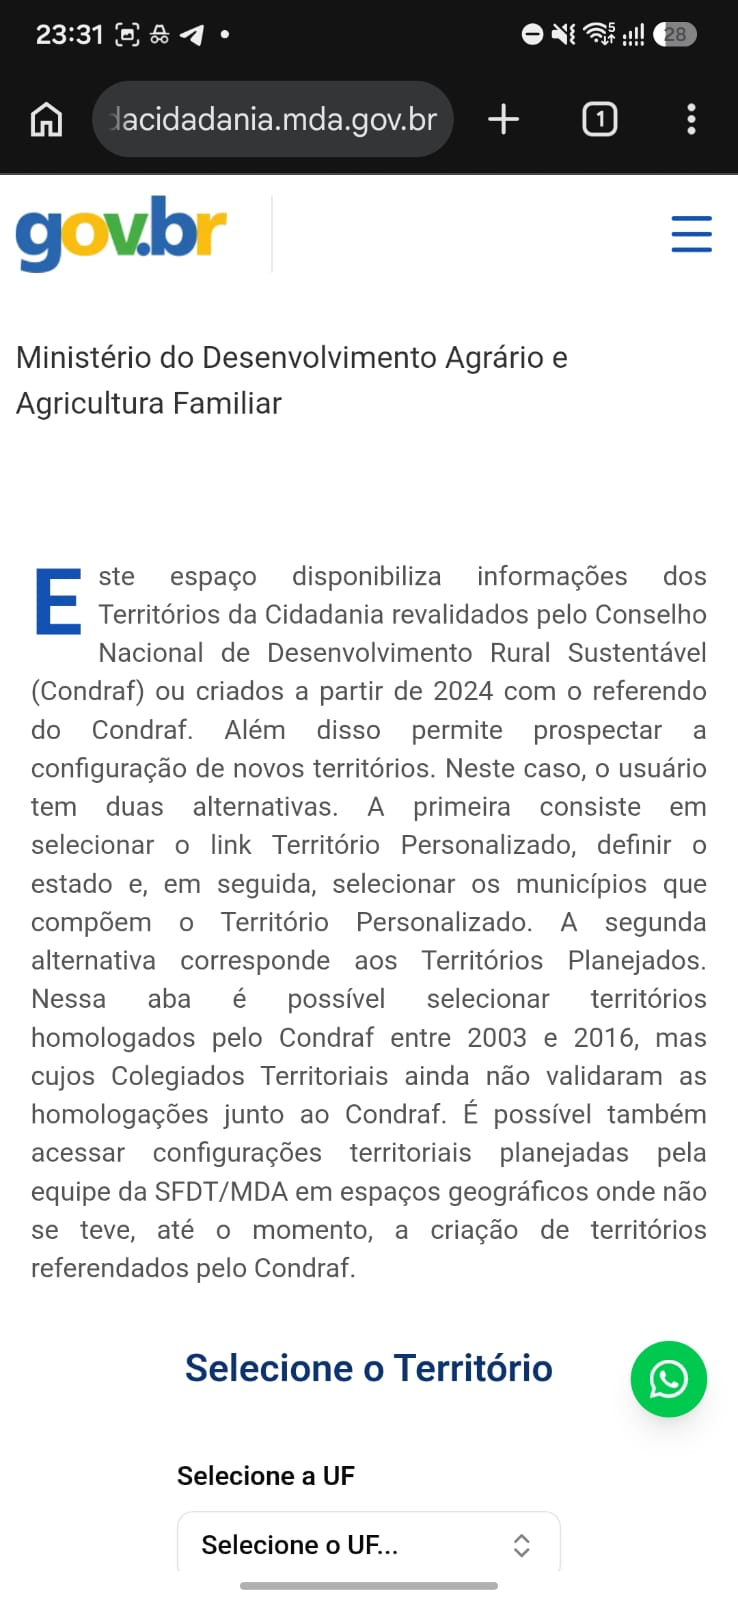 23:31
28
dacidadania.mda.gov.br
1
gov.br
Ministério do Desenvolvimento Agrário e
Agricultura Familiar
Este espaço disponibiliza informações dos
Territórios da Cidadania revalidados pelo Conselho
Nacional de Desenvolvimento Rural Sustentável
(Condraf) ou criados a partir de 2024 com o referendo
do Condraf. Além disso permite prospectar a
configuração de novos territórios. Neste caso, o usuário
tem duas alternativas. A primeira consiste em
selecionar o link Território Personalizado, definir o
estado e, em seguida, selecionar os municípios que
compõem o Território Personalizado. A segunda
alternativa corresponde aos Territórios Planejados.
Nessa aba é possível selecionar territórios
homologados pelo Condraf entre 2003 e 2016, mas
cujos Colegiados Territoriais ainda não validaram as
homologações junto ao Condraf. É possível também
acessar configurações territoriais planejadas pela
equipe da SFDT/MDA em espaços geográficos onde não
se teve, até o momento, a criação de territórios
referendados pelo Condraf.
Selecione o Território
Selecione a UF
Selecione o UF...